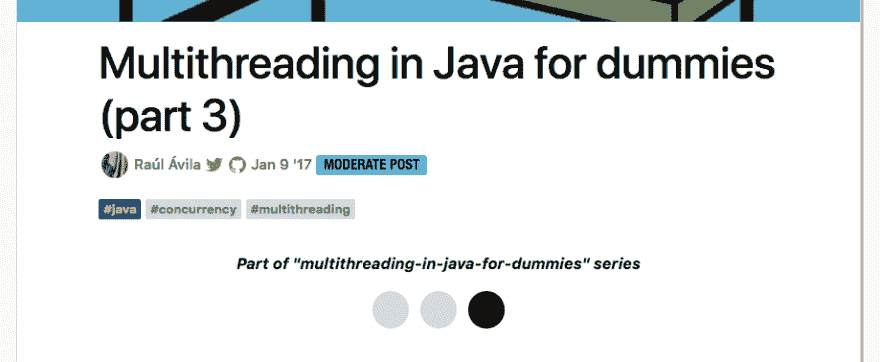 Multithreading in Java for dummies
(part 3)
Raúl Ávila Jan 9 '17 MODERATE POST
#java #concurrency #multithreading
Part of "multithreading-in-java-for-dummies" series